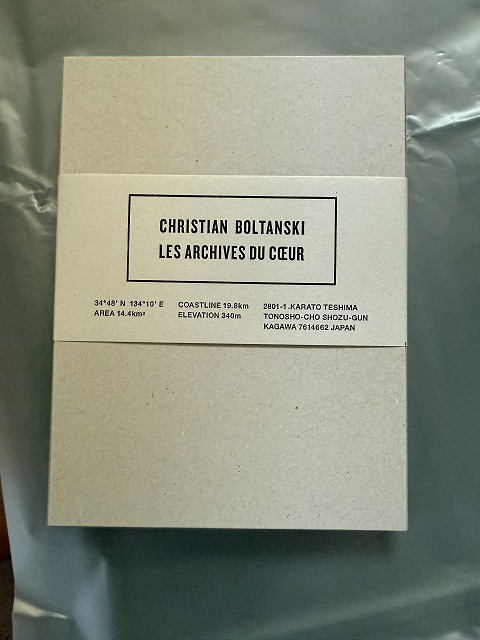 CHRISTIAN BOLTANSKI
LES ARCHIVES DU CŒUR
34°48' N 134°10' E
AREA 14.4km²
COASTLINE 19.8km
ELEVATION 340m
2801-1.KARATO TESHIMA
TONOSHO-CHO SHOZU-GUN
KAGAWA 7614662 JAPAN